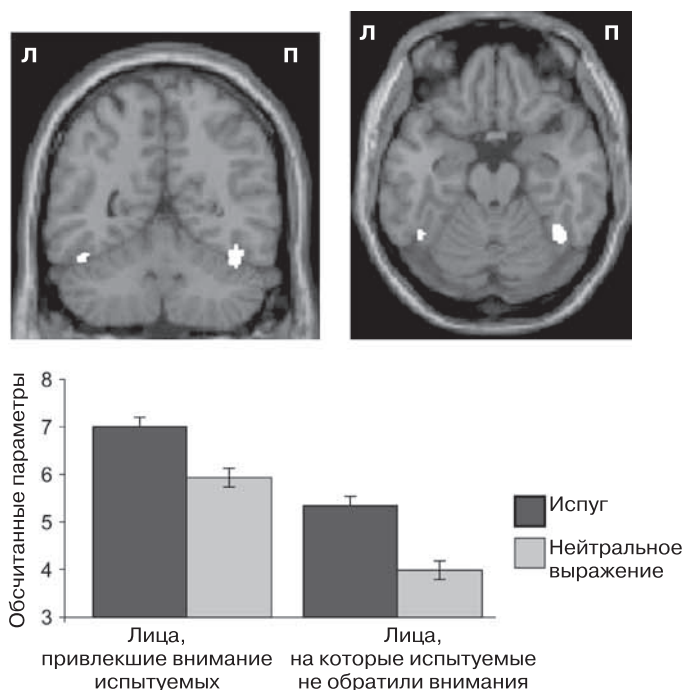 Л
П
Л
П
Обсчитанные параметры
8
7
6
5
4
3
Испуг
Нейтральное
выражение
Лица,
привлекшие внимание
испытуемых
Лица,
на которые испытуемые
не обратили внимания